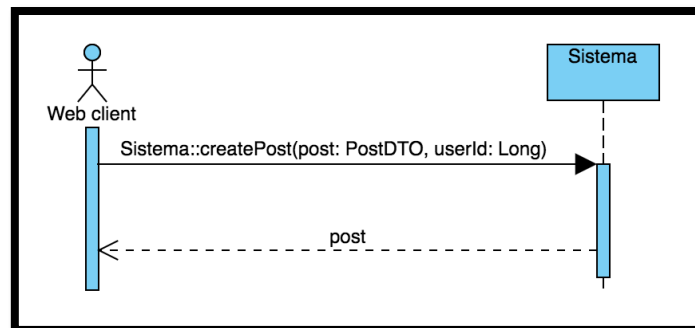 Sistema
Web client
Sistema::createPost(post: PostDTO, userId: Long)
post